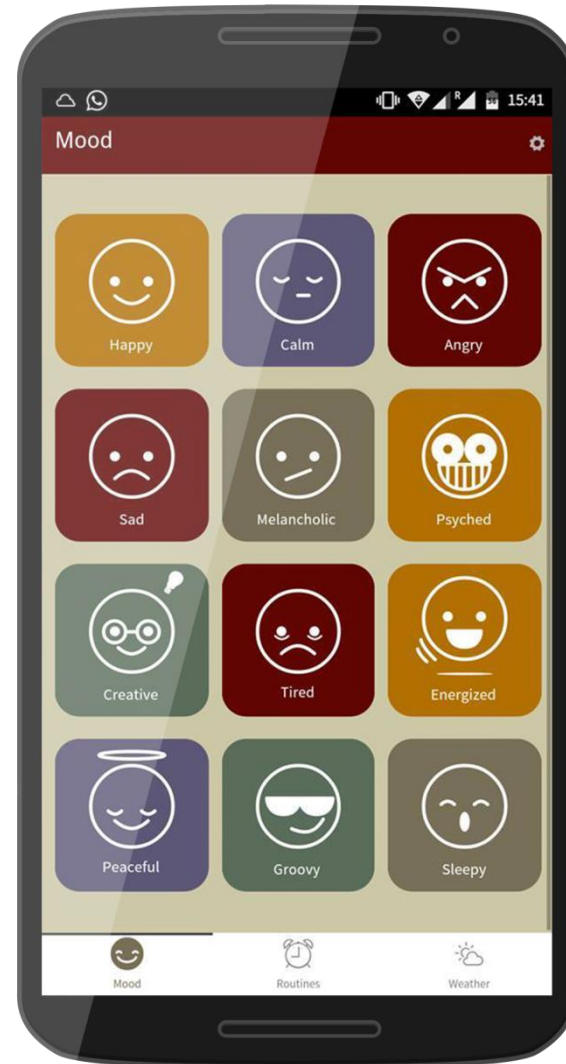 15:41
Mood
Happy Calm Angry
Sad Melancholic Psyched
Creative Tired Energized
Peaceful Groovy Sleepy
Mood Routines Weather